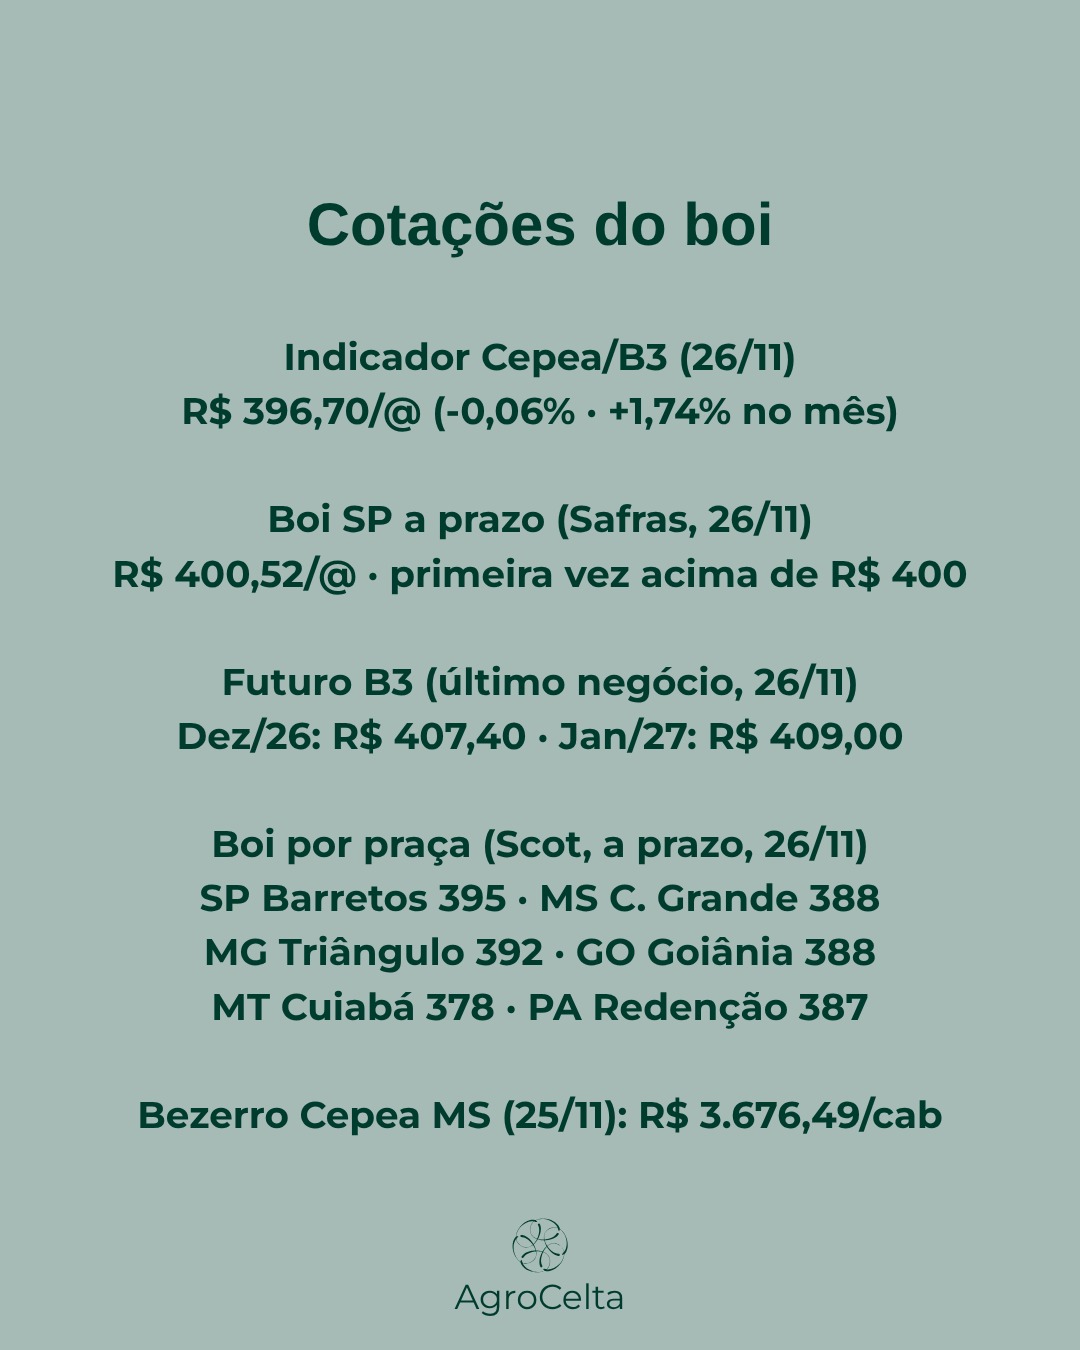 Cotações do boi
Indicador Cepea/B3 (26/11)
R$ 396,70/@ (-0,06% · +1,74% no mês)
Boi SP a prazo (Safras, 26/11)
R$ 400,52/@ · primeira vez acima de R$ 400
Futuro B3 (último negócio, 26/11)
Dez/26: R$ 407,40 · Jan/27: R$ 409,00
Boi por praça (Scot, a prazo, 26/11)
SP Barretos 395 · MS C. Grande 388
MG Triângulo 392 · GO Goiânia 388
MT Cuiabá 378 · PA Redenção 387
Bezerro Cepea MS (25/11): R$ 3.676,49/cab
AgroCelta